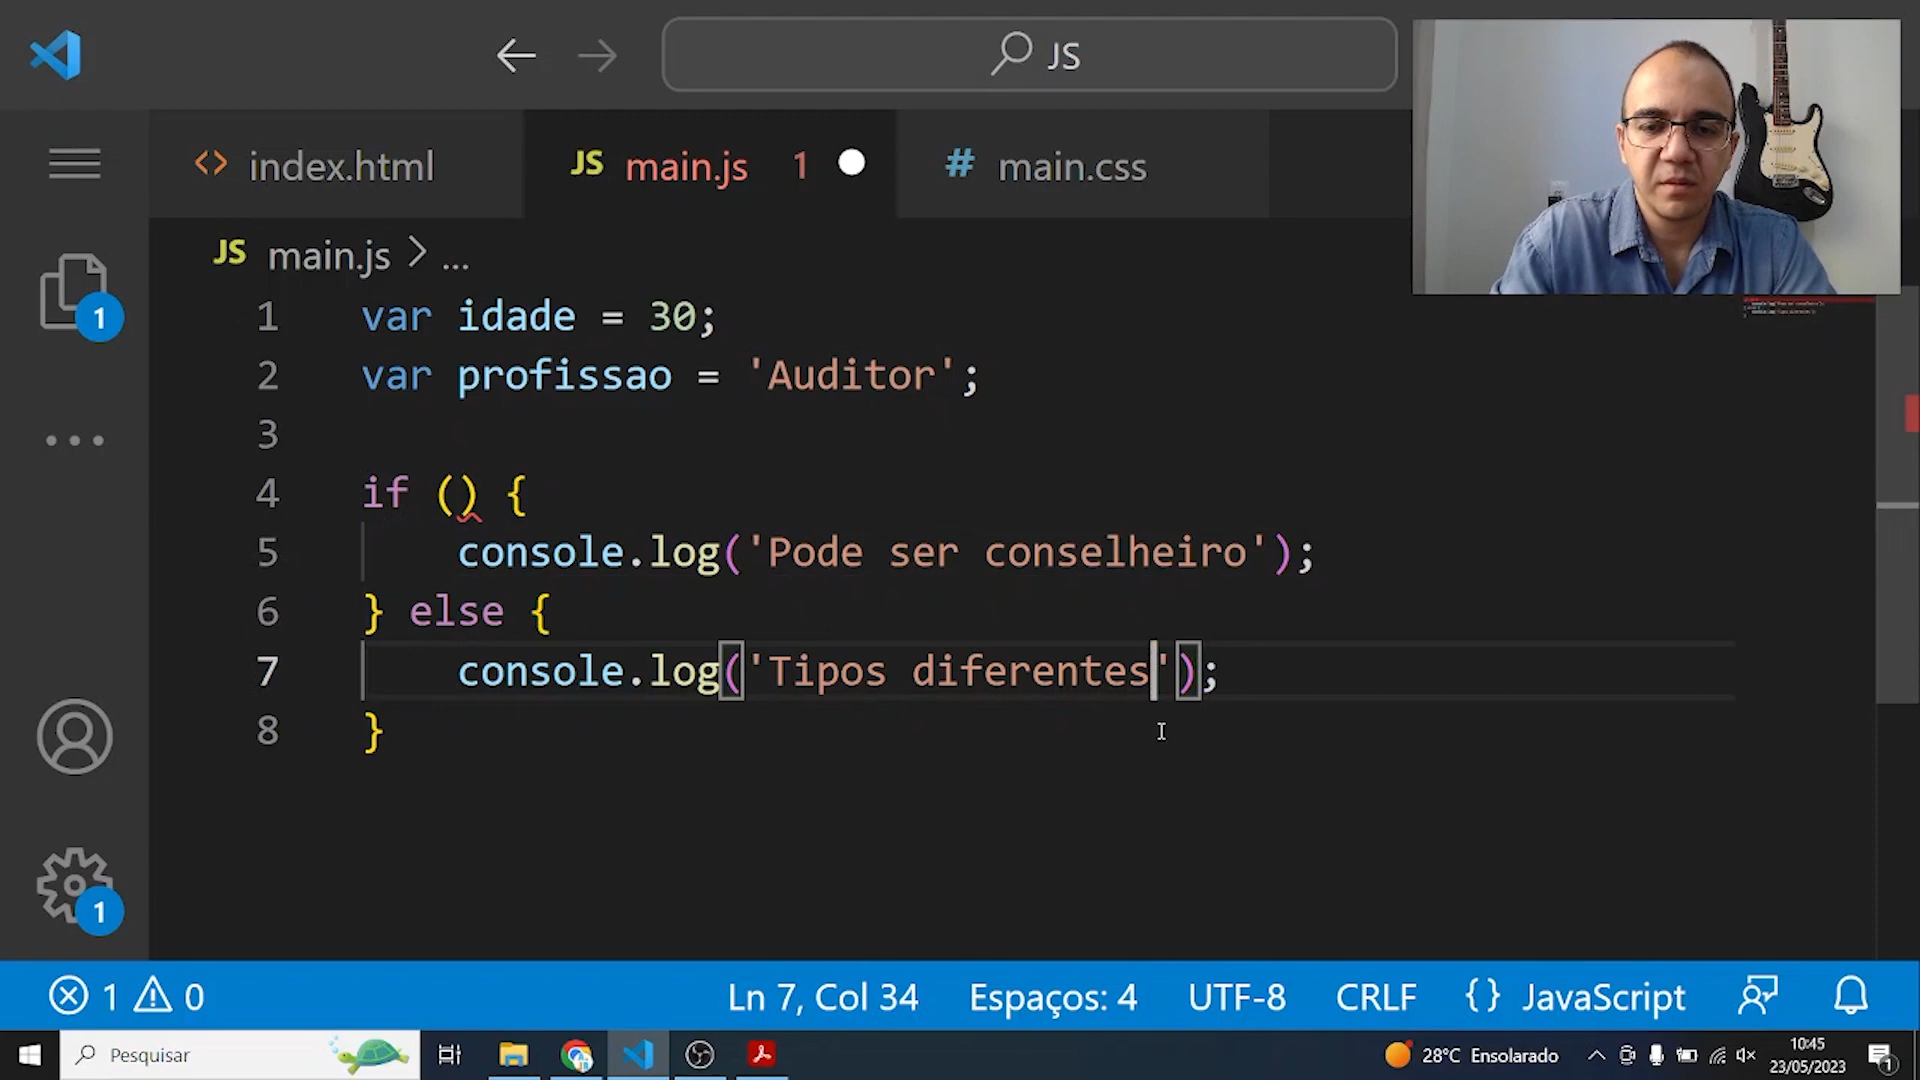 JS
index.html
JS main.js 1
# main.css
JS main.js > ...
1 var idade = 30;
2 var profissao = 'Auditor';
3
4 if () {
5 console.log('Pode ser conselheiro');
6 } else {
7 console.log('Tipos diferentes');
8 }
1
1
1 0
Ln 7, Col 34
Espaços: 4
UTF-8
CRLF
{} JavaScript
Pesquisar
28°C Ensolarado
10:45
23/05/2023
1